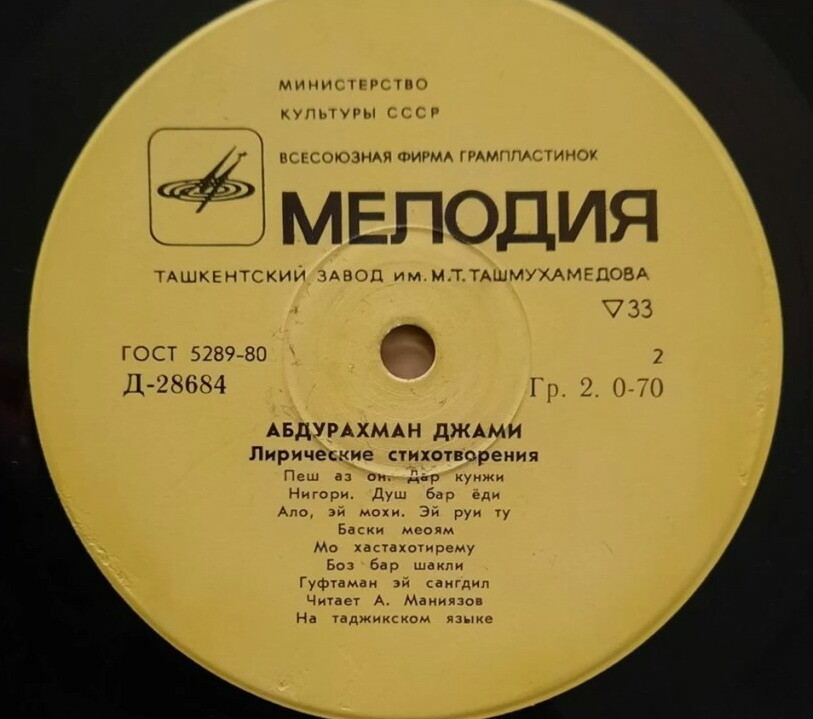 МИНИСТЕРСТВО
КУЛЬТУРЫ СССР
ВСЕСОЮЗНАЯ ФИРМА ГРАМПЛАСТИНОК
МЕЛОДИЯ
ТАШКЕНТСКИЙ ЗАВОД им. М.Т. ТАШМУХАМЕДОВА
▽33
ГОСТ 5289-80 2
Д-28684 Гр. 2. 0-70
АБДУРАХМАН ДЖАМИ
Лирические стихотворения
Пеш аз он. Дар кунжи
Нигори. Душ бар ёди
Ало, эй мохи. Эй руи ту
Баски меоям
Мо хастахотирему
Боз бар шакли
Гуфтаман эй сангдил
Читает А. Маниязов
На таджикском языке